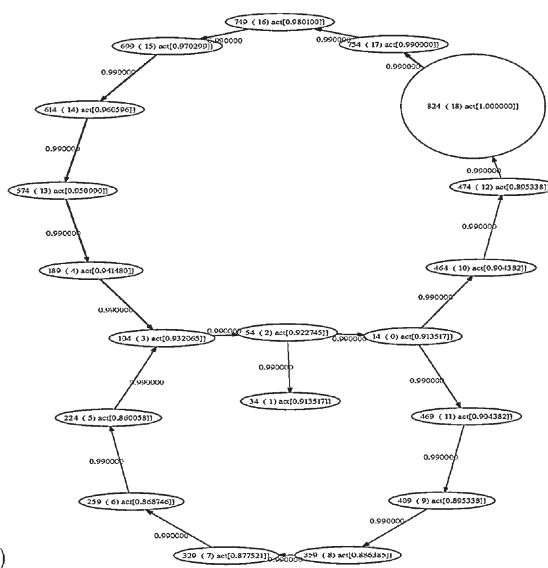 749 ( 16) act[0.980100]]
699 ( 15) act[0.970299]]
0.990000
0.990000
754 ( 17) act[0.990000]]
0.990000
0.990000
824 ( 18) act[1.000000]]
614 ( 14) act[0.960596]]
0.990000
0.990000
574 ( 13) act[0.950990]]
474 ( 12) act[0.895338]]
0.990000
0.990000
189 ( 4) act[0.941480]]
464 ( 10) act[0.904382]]
0.990000
0.990000
104 ( 3) act[0.932065]]
0.990000
54 ( 2) act[0.922745]]
0.990000
14 ( 0) act[0.913517]]
0.990000
0.990000
0.990000
34 ( 1) act[0.913517]]
224 ( 5) act[0.860058]]
469 ( 11) act[0.904382]]
0.990000
0.990000
259 ( 6) act[0.868746]]
409 ( 9) act[0.895338]]
0.990000
0.990000
329 ( 7) act[0.877521]]
0.990000
359 ( 8) act[0.886385]]
)